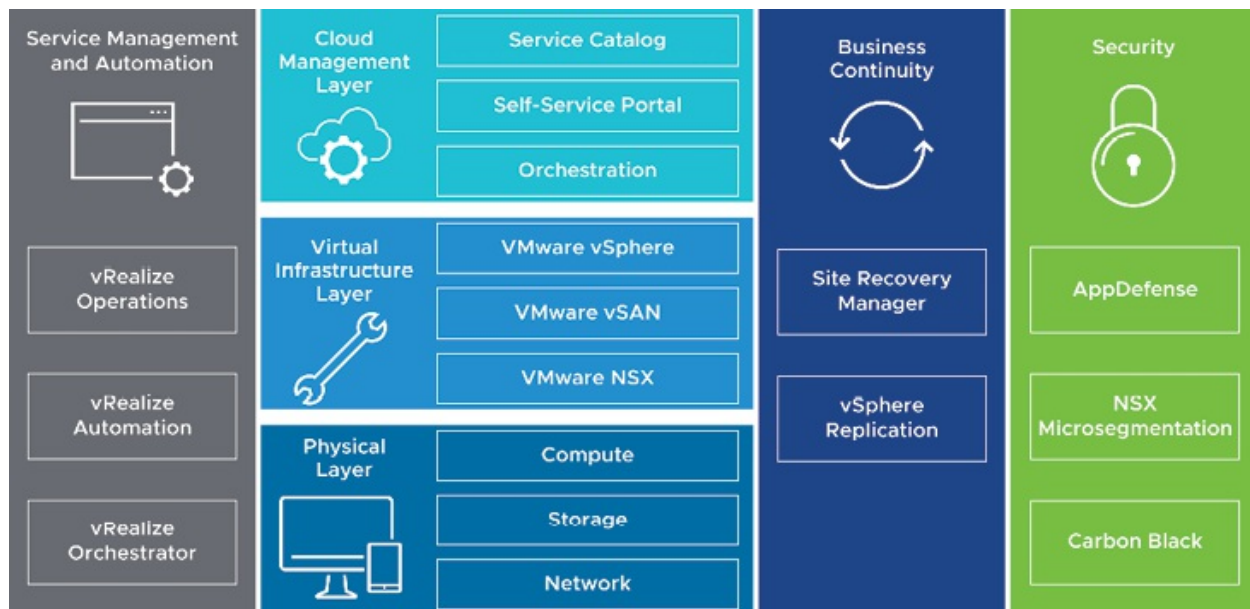 Service Management
and Automation
vRealize
Operations
vRealize
Automation
vRealize
Orchestrator
Cloud
Management
Layer
Service Catalog
Self-Service Portal
Orchestration
Virtual
Infrastructure
Layer
VMware vSphere
VMware vSAN
VMware NSX
Physical
Layer
Compute
Storage
Network
Business
Continuity
Site Recovery
Manager
vSphere
Replication
Security
AppDefense
NSX
Microsegmentation
Carbon Black